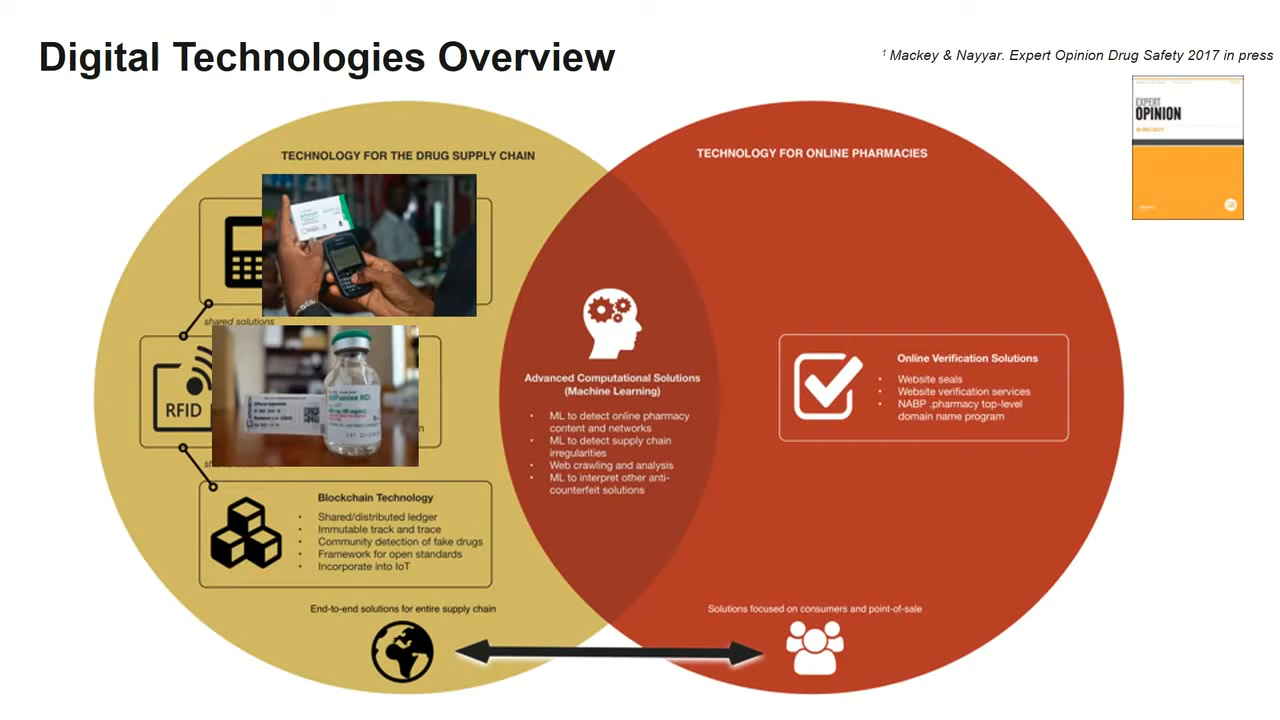 Digital Technologies Overview
¹ Mackey & Nayyar. Expert Opinion Drug Safety 2017 in press
EXPERT
OPINION
TECHNOLOGY FOR THE DRUG SUPPLY CHAIN
TECHNOLOGY FOR ONLINE PHARMACIES
shared solutions
RFID
Advanced Computational Solutions
(Machine Learning)
• ML to detect online pharmacy
content and networks
• ML to detect supply chain
irregularities
• Web crawling and analysis
• ML to interpret other anti-
counterfeit solutions
Online Verification Solutions
• Website seals
• Website verification services
• NABP .pharmacy top-level
domain name program
Blockchain Technology
• Shared/distributed ledger
• Immutable track and trace
• Community detection of fake drugs
• Framework for open standards
• Incorporate into IoT
End-to-end solutions for entire supply chain
Solutions focused on consumers and point-of-sale